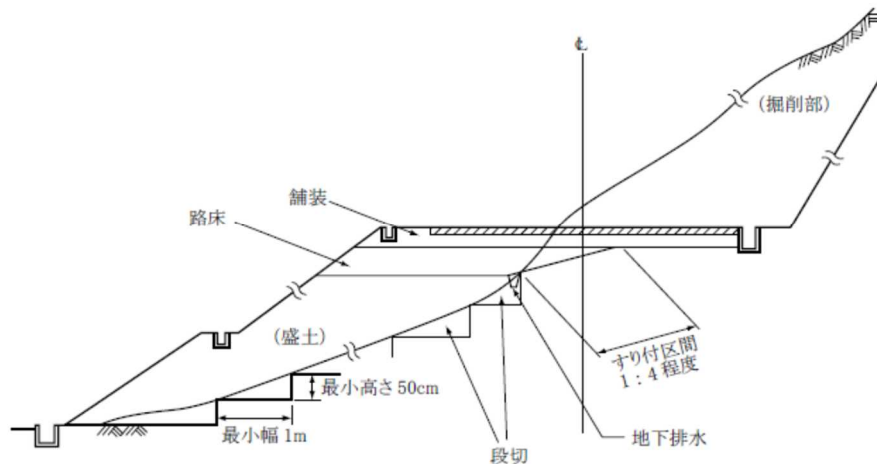 ℄
(掘削部)
舗装
路床
(盛土)
すり付区間
1：4 程度
最小高さ 50cm
最小幅 1m
地下排水
段切